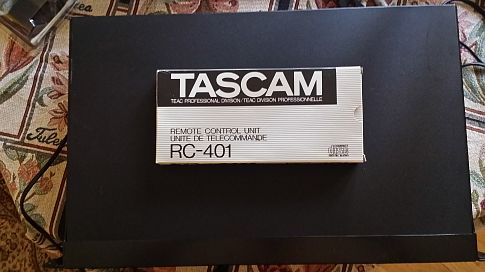 TASCAM
TEAC PROFESSIONAL DIVISION/TEAC DIVISION PROFESSIONNELLE
REMOTE CONTROL UNIT
UNITE DE TELECOMMANDE
RC-401